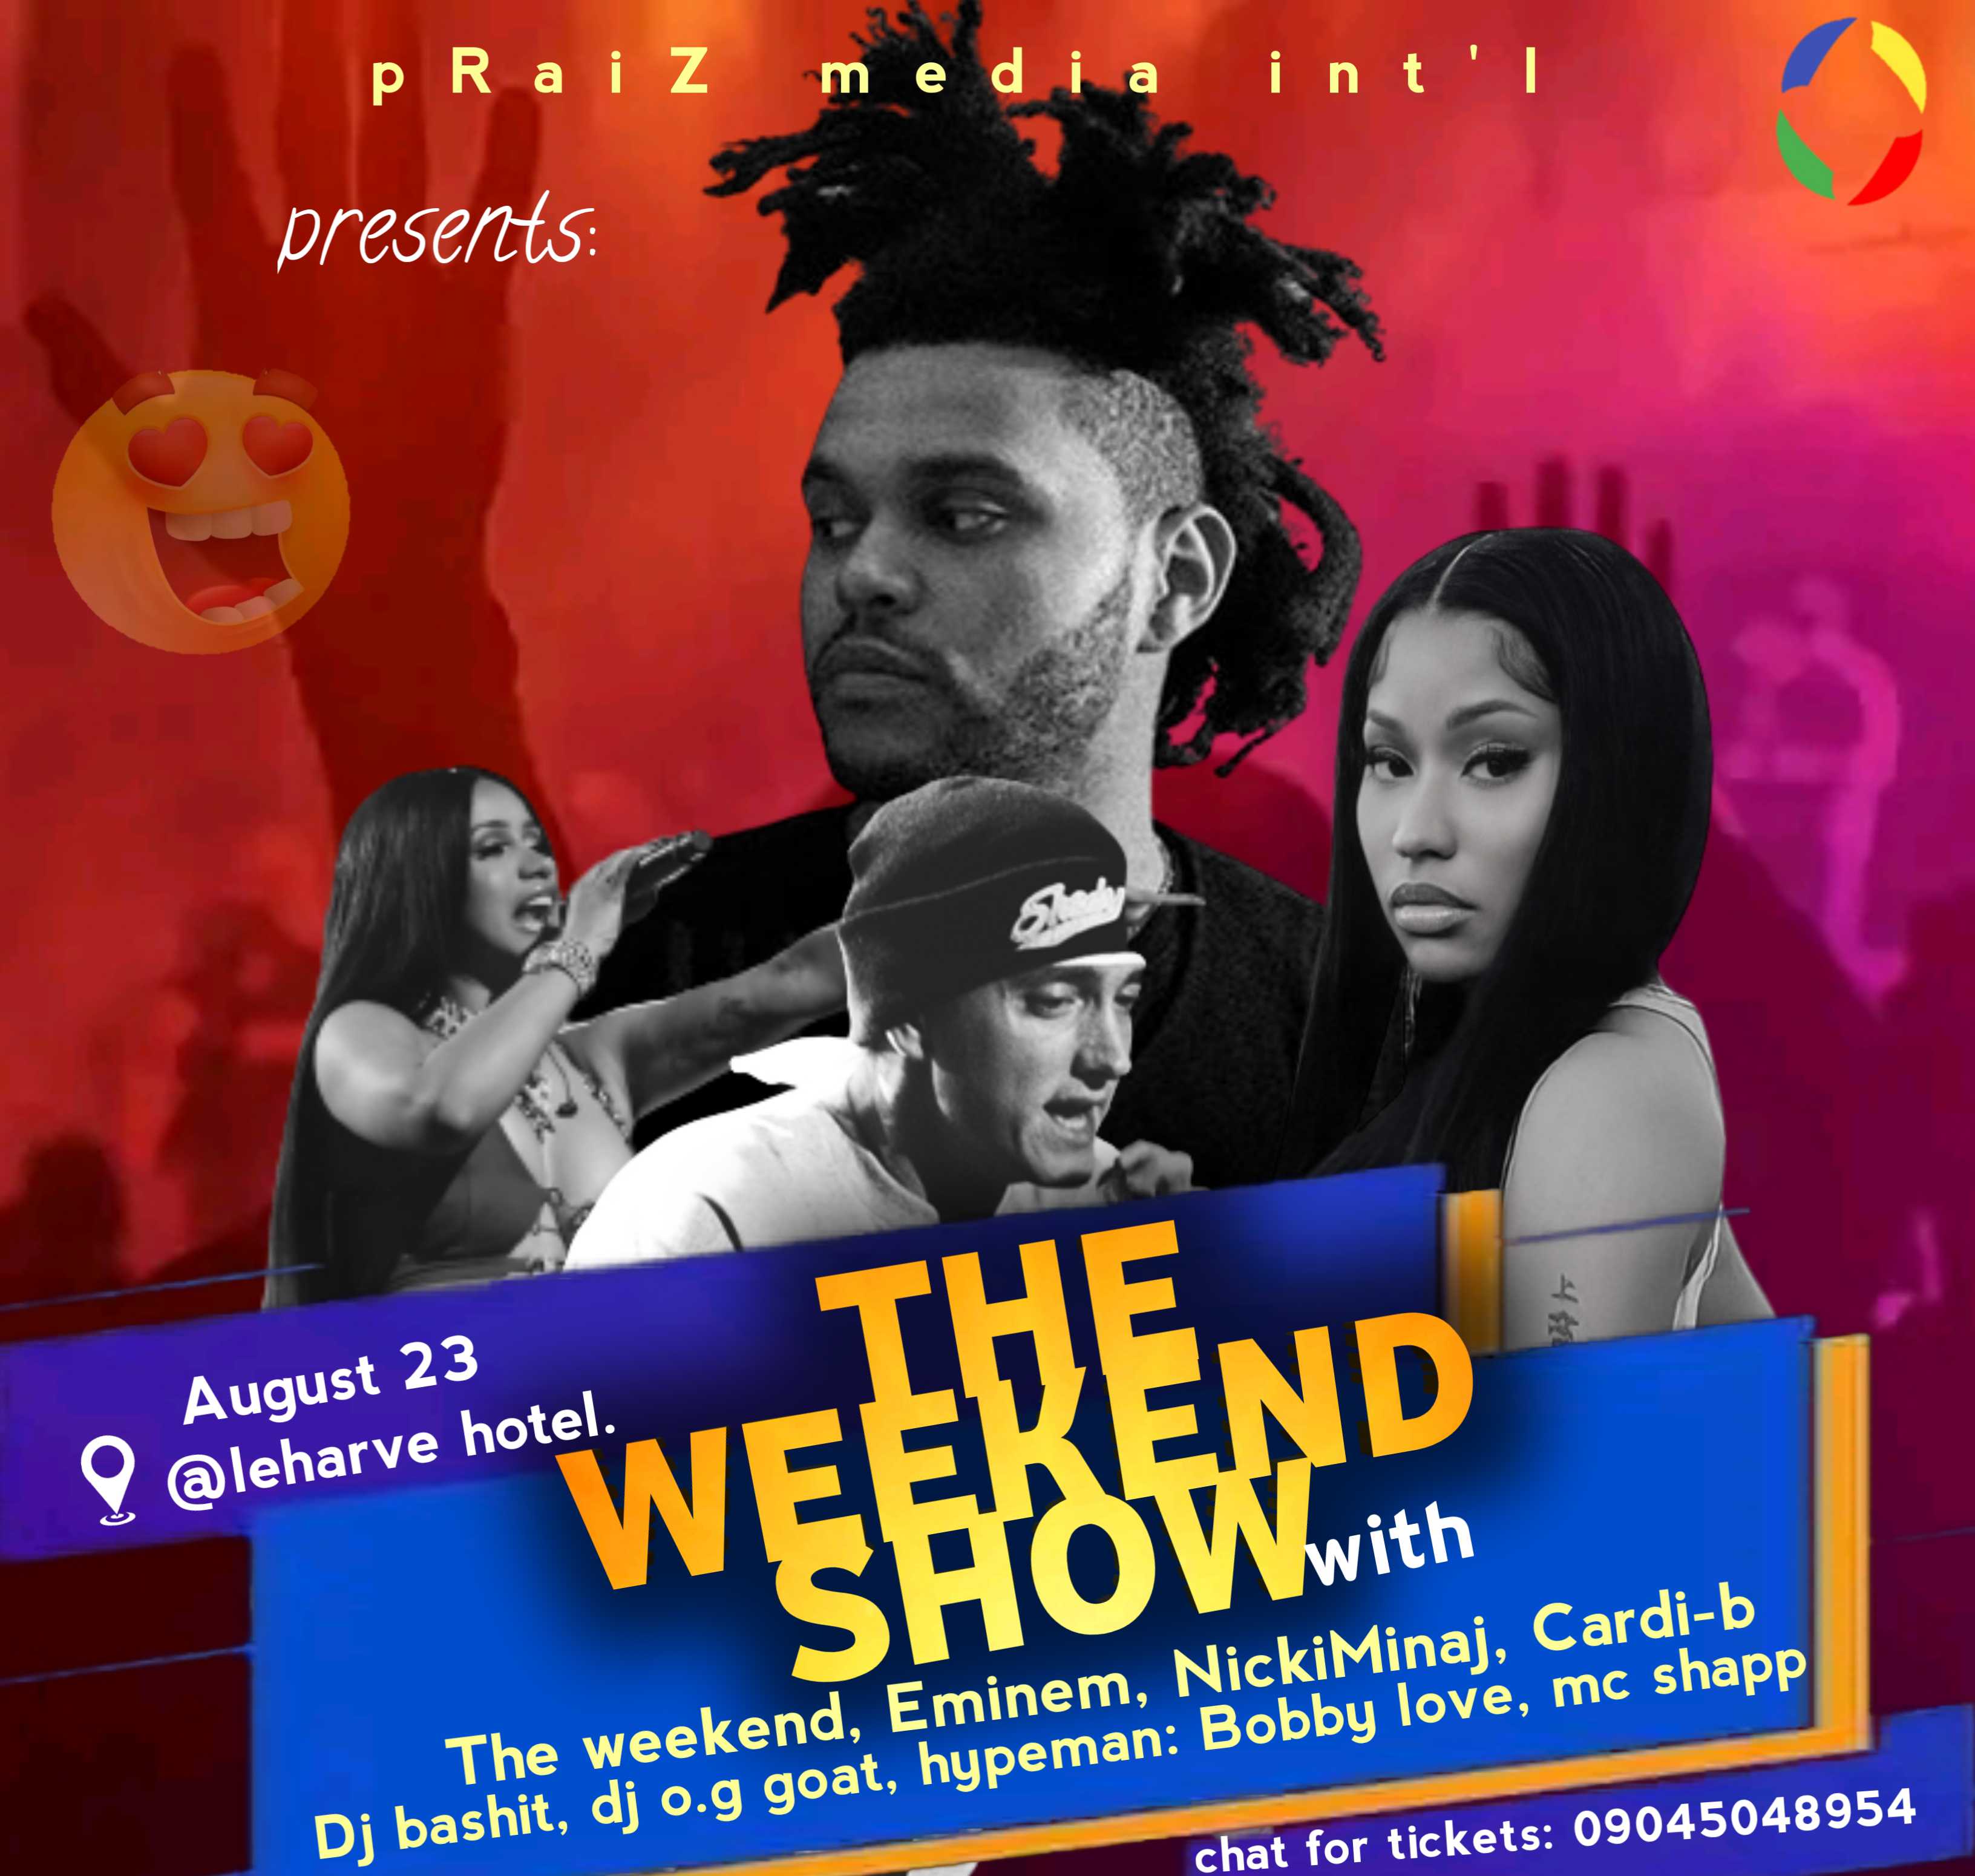 pRaiZ media int'l
presents:
Shady
August 23
@leharve hotel.
THE
WEEKEND
SHOW with
The weekend, Eminem, NickiMinaj, Cardi-b
Dj bashit, dj o.g goat, hypeman: Bobby love, mc shapp
chat for tickets: 09045048954